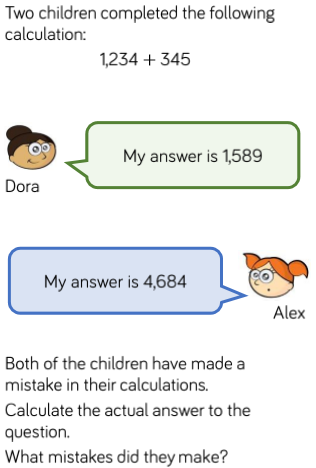 Two children completed the following
calculation:
1,234 + 345
My answer is 1,589
Dora
My answer is 4,684
Alex
Both of the children have made a
mistake in their calculations.
Calculate the actual answer to the
question.
What mistakes did they make?